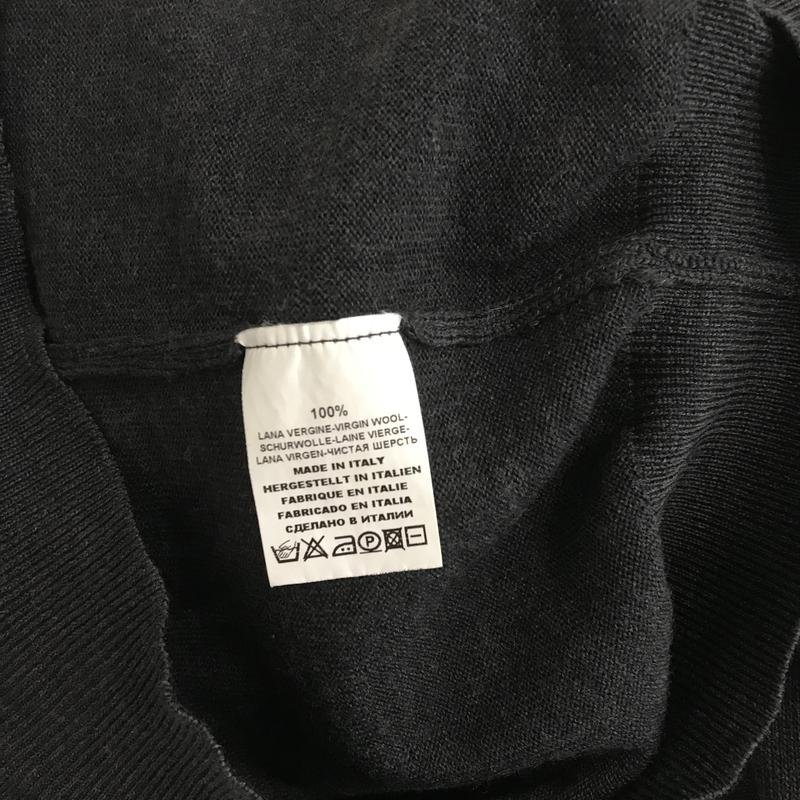 100%
LANA VERGINE-VIRGIN WOOL-
SCHURWOLLE-LAINE VIERGE-
LANA VIRGEN-ЧИСТАЯ ШЕРСТЬ
MADE IN ITALY
HERGESTELLT IN ITALIEN
FABRIQUE EN ITALIE
FABRICADO EN ITALIA
СДЕЛАНО В ИТАЛИИ
P